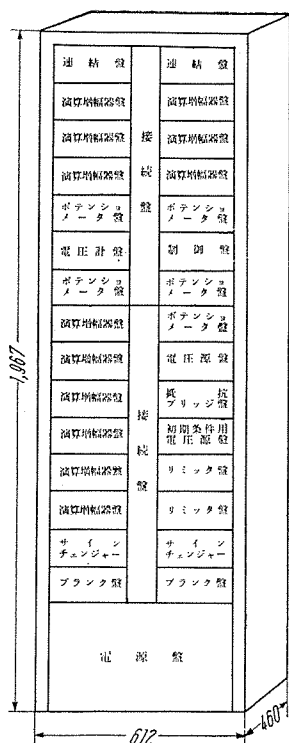 連結盤
演算増幅器盤
演算増幅器盤
演算増幅器盤
ポテンショ
メータ盤
電圧計盤
ポテンショ
メータ盤
演算増幅器盤
演算増幅器盤
演算増幅器盤
演算増幅器盤
演算増幅器盤
演算増幅器盤
サイン
チェンジャー
ブランク盤
接続盤
接続盤
連結盤
演算増幅器盤
演算増幅器盤
演算増幅器盤
ポテンショ
メータ盤
制御盤
ポテンショ
メータ盤
ポテンショ
メータ盤
電圧源盤
抵抗
ブリッジ盤
初期条件用
電圧源盤
リミッタ盤
リミッタ盤
サイン
チェンジャー
ブランク盤
電源盤
1,967
612
460